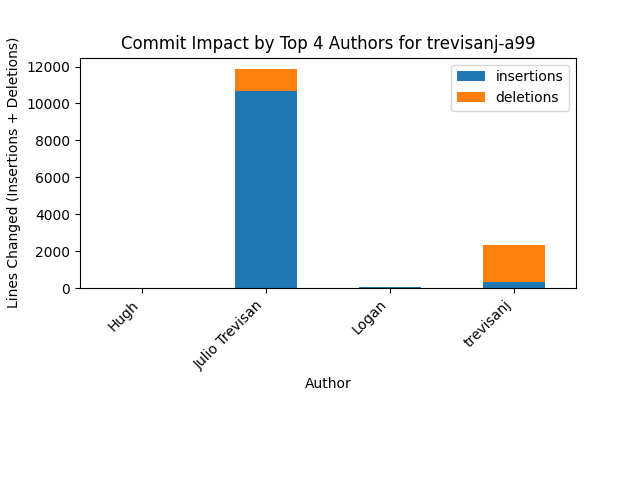 Commit Impact by Top 4 Authors for trevisanj-a99
Lines Changed (Insertions + Deletions)
12000
10000
8000
6000
4000
2000
0
insertions
deletions
Hugh
Julio Trevisan
Logan
trevisanj
Author